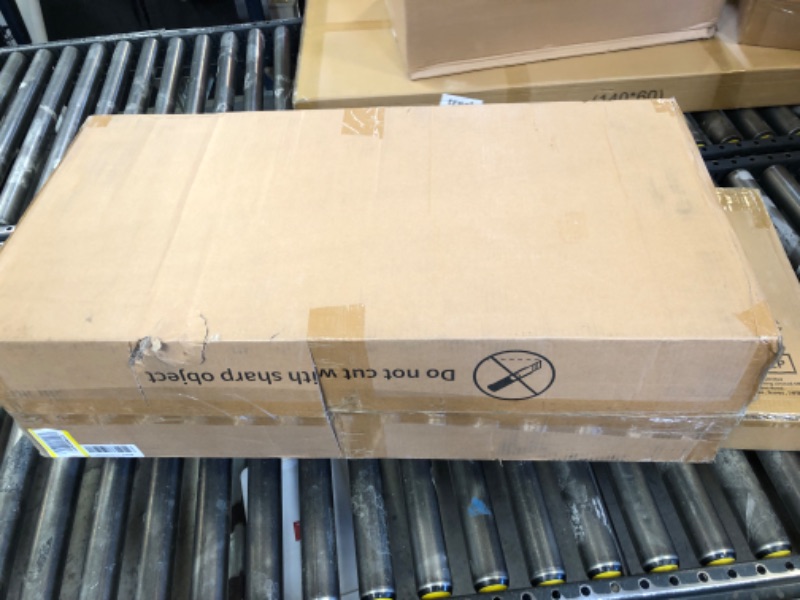 (140*60)
Do not cut with sharp object